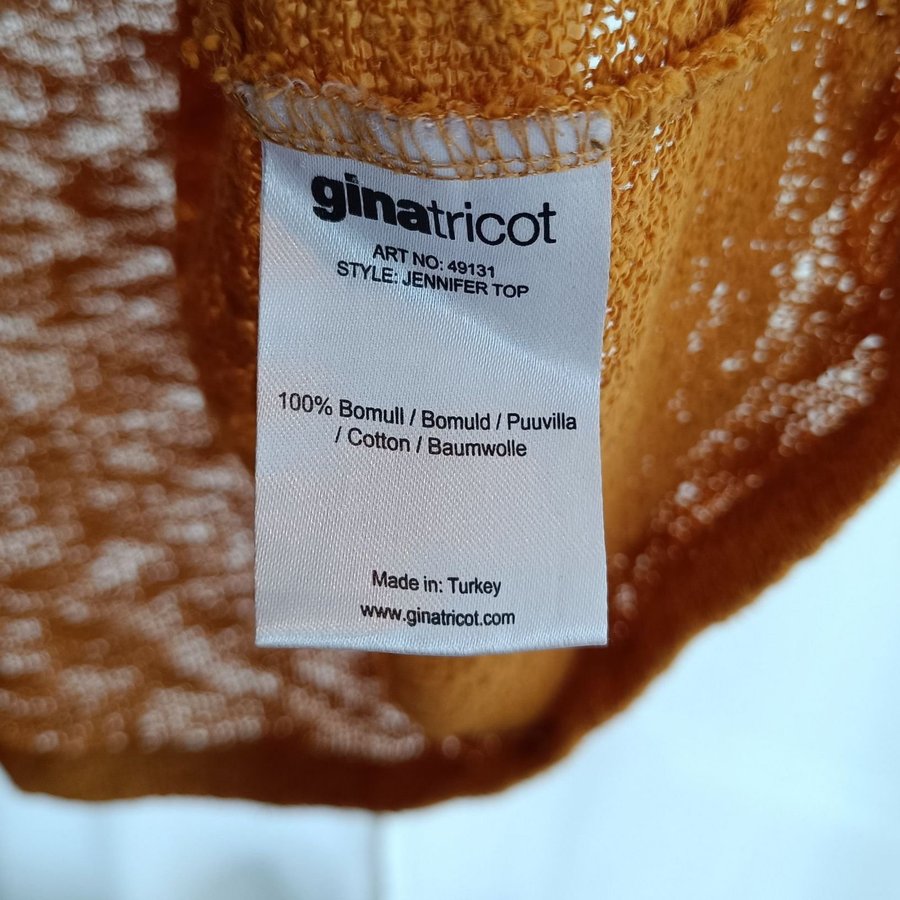 ginatricot
ART NO: 49131
STYLE: JENNIFER TOP
100% Bomull / Bomuld / Puuvilla
/ Cotton / Baumwolle
Made in: Turkey
www.ginatricot.com